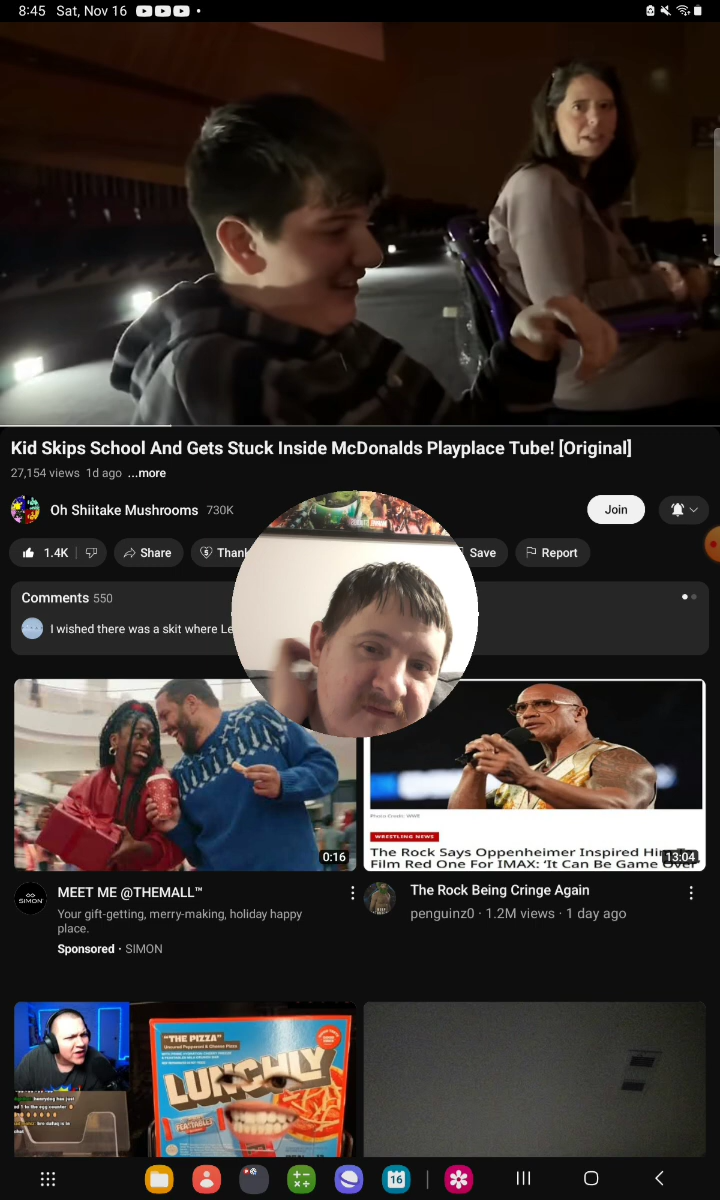 8:45 Sat, Nov 16
Kid Skips School And Gets Stuck Inside McDonalds Playplace Tube! [Original]
27,154 views 1d ago ...more
Oh Shiitake Mushrooms 730K
Join
1.4K
Share
Save
Report
Comments 550
I wished there was a skit where
0:16
WRESTLING NEWS
The Rock Says Oppenheimer Inspired
Film Red One For IMAX: 'It Can Be Game Over'
13:04
SIMON
MEET ME @THEMALL™
Your gift-getting, merry-making, holiday happy
place.
Sponsored · SIMON
The Rock Being Cringe Again
penguinz0 · 1.2M views · 1 day ago
"THE PIZZA"
LUNCHLY
FEASTABLES
16